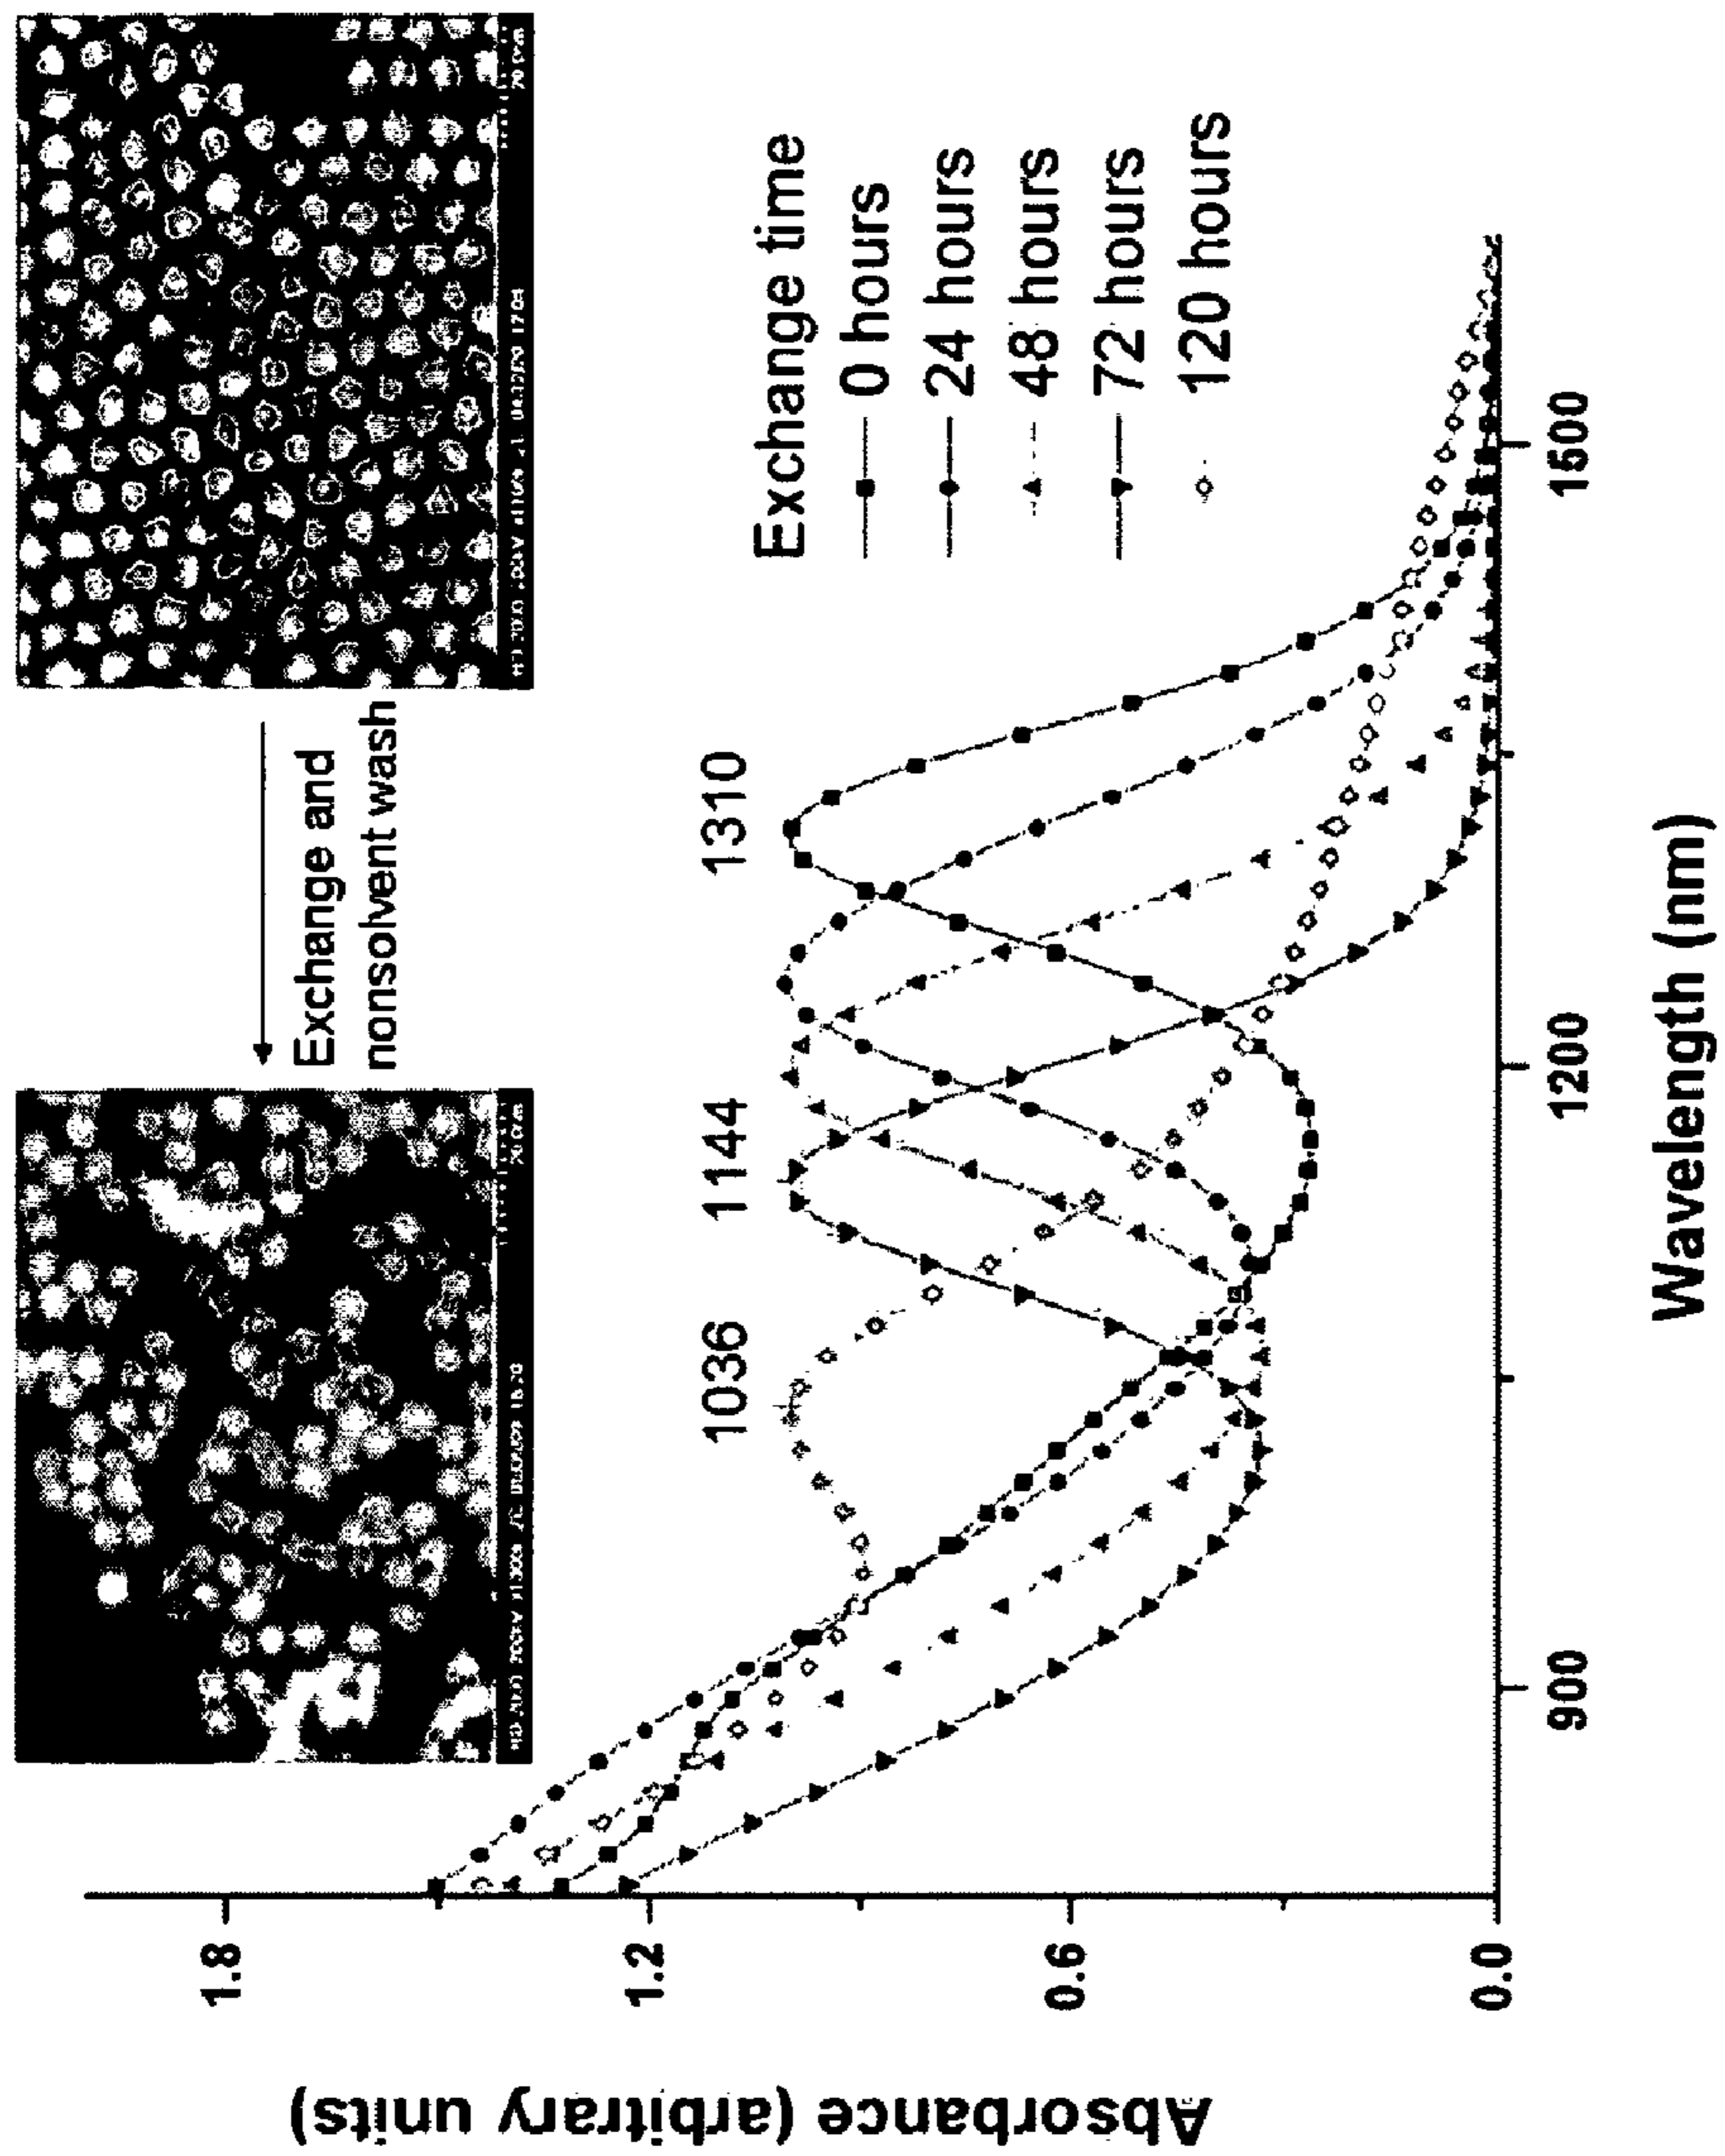 Exchange and
nonsolvent wash
Exchange time
0 hours
24 hours
48 hours
72 hours
120 hours
1036
1144
1310
1.8
1.2
0.6
0.0
900
1200
1500
Absorbance (arbitrary units)
Wavelength (nm)